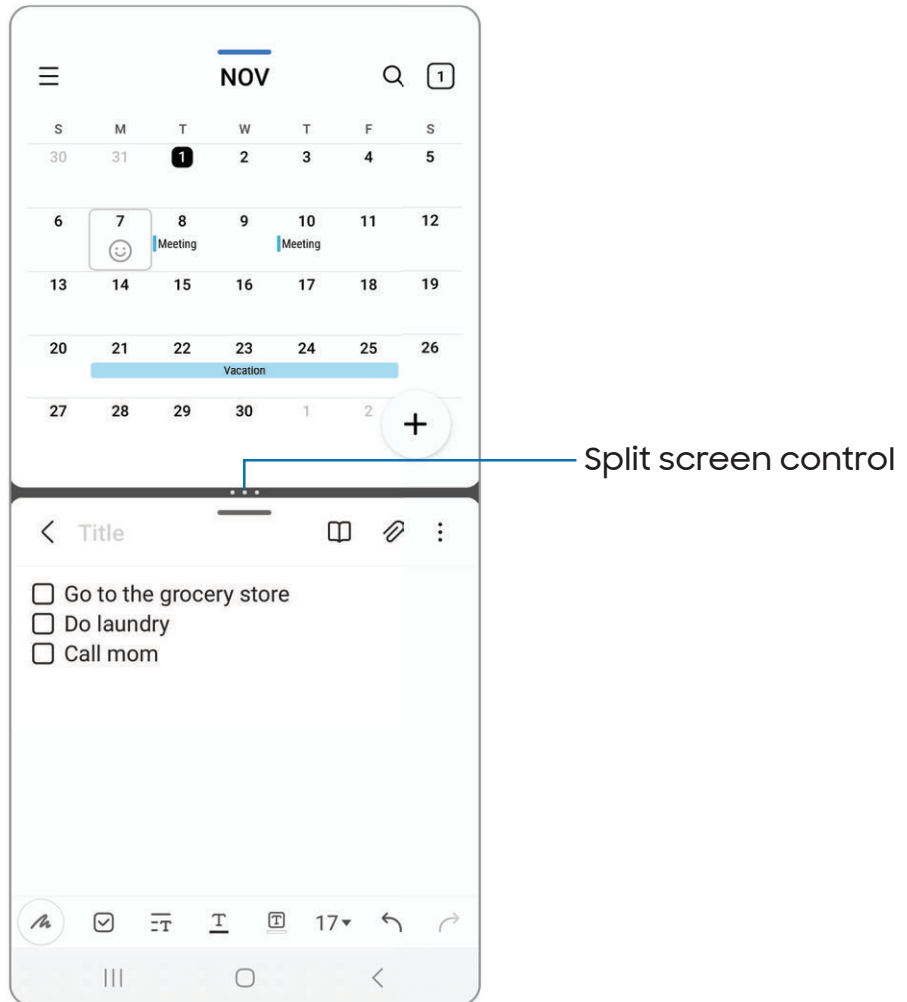 NOV
1
S M T W T F S
30 31 1 2 3 4 5
6 7 8 9 10 11 12
Meeting Meeting
13 14 15 16 17 18 19
20 21 22 23 24 25 26
Vacation
27 28 29 30 1 2
Split screen control
Title
Go to the grocery store
Do laundry
Call mom
T T T 17